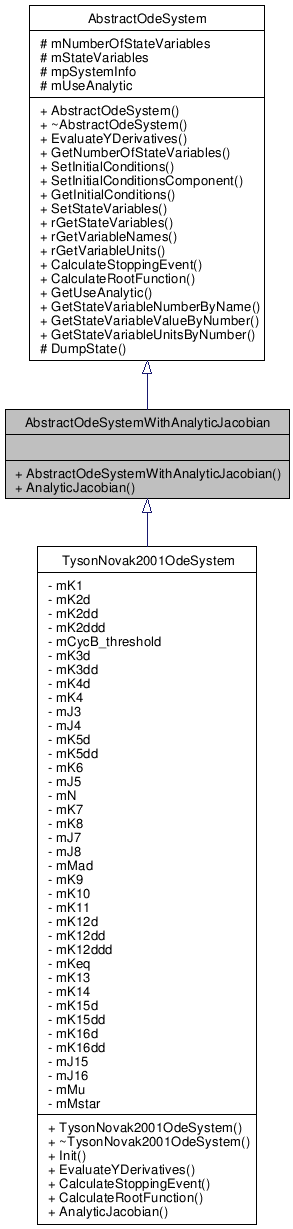 AbstractOdeSystem
# mNumberOfStateVariables
# mStateVariables
# mpSystemInfo
# mUseAnalytic
+ AbstractOdeSystem()
+ ~AbstractOdeSystem()
+ EvaluateYDerivatives()
+ GetNumberOfStateVariables()
+ SetInitialConditions()
+ SetInitialConditionsComponent()
+ GetInitialConditions()
+ SetStateVariables()
+ rGetStateVariables()
+ rGetVariableNames()
+ rGetVariableUnits()
+ CalculateStoppingEvent()
+ CalculateRootFunction()
+ GetUseAnalytic()
+ GetStateVariableNumberByName()
+ GetStateVariableValueByNumber()
+ GetStateVariableUnitsByNumber()
# DumpState()
AbstractOdeSystemWithAnalyticJacobian
+ AbstractOdeSystemWithAnalyticJacobian()
+ AnalyticJacobian()
TysonNovak2001OdeSystem
- mK1
- mK2d
- mK2dd
- mK2ddd
- mCycB_threshold
- mK3d
- mK3dd
- mK4d
- mK4
- mJ3
- mJ4
- mK5d
- mK5dd
- mK6
- mJ5
- mN
- mK7
- mK8
- mJ7
- mJ8
- mMad
- mK9
- mK10
- mK11
- mK12d
- mK12dd
- mK12ddd
- mKeq
- mK13
- mK14
- mK15d
- mK15dd
- mK16d
- mK16dd
- mJ15
- mJ16
- mMu
- mMstar
+ TysonNovak2001OdeSystem()
+ ~TysonNovak2001OdeSystem()
+ Init()
+ EvaluateYDerivatives()
+ CalculateStoppingEvent()
+ CalculateRootFunction()
+ AnalyticJacobian()